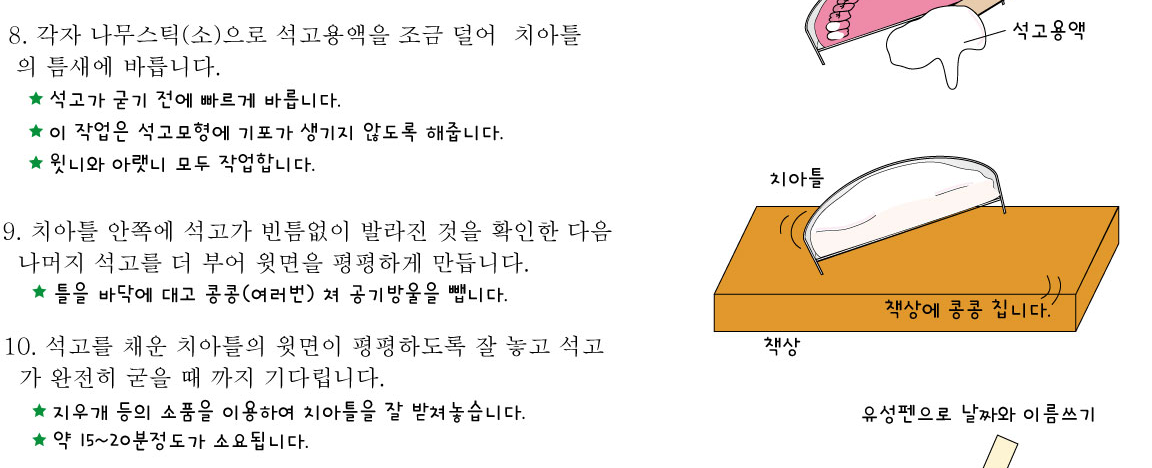 8. 각자 나무스틱(소)으로 석고용액을 조금 덜어 치아틀
의 틈새에 바릅니다.
★ 석고가 굳기 전에 빠르게 바릅니다.
★ 이 작업은 석고모형에 기포가 생기지 않도록 해줍니다.
★ 윗니와 아랫니 모두 작업합니다.
9. 치아틀 안쪽에 석고가 빈틈없이 발라진 것을 확인한 다음
나머지 석고를 더 부어 윗면을 평평하게 만듭니다.
★ 틀을 바닥에 대고 콩콩(여러번) 쳐 공기방울을 뺍니다.
10. 석고를 채운 치아틀의 윗면이 평평하도록 잘 놓고 석고
가 완전히 굳을 때 까지 기다립니다.
★ 지우개 등의 소품을 이용하여 치아틀을 잘 받쳐놓습니다.
★ 약 15~20분정도가 소요됩니다.
석고용액
치아틀
책상에 콩콩 칩니다.
책상
유성펜으로 날짜와 이름쓰기